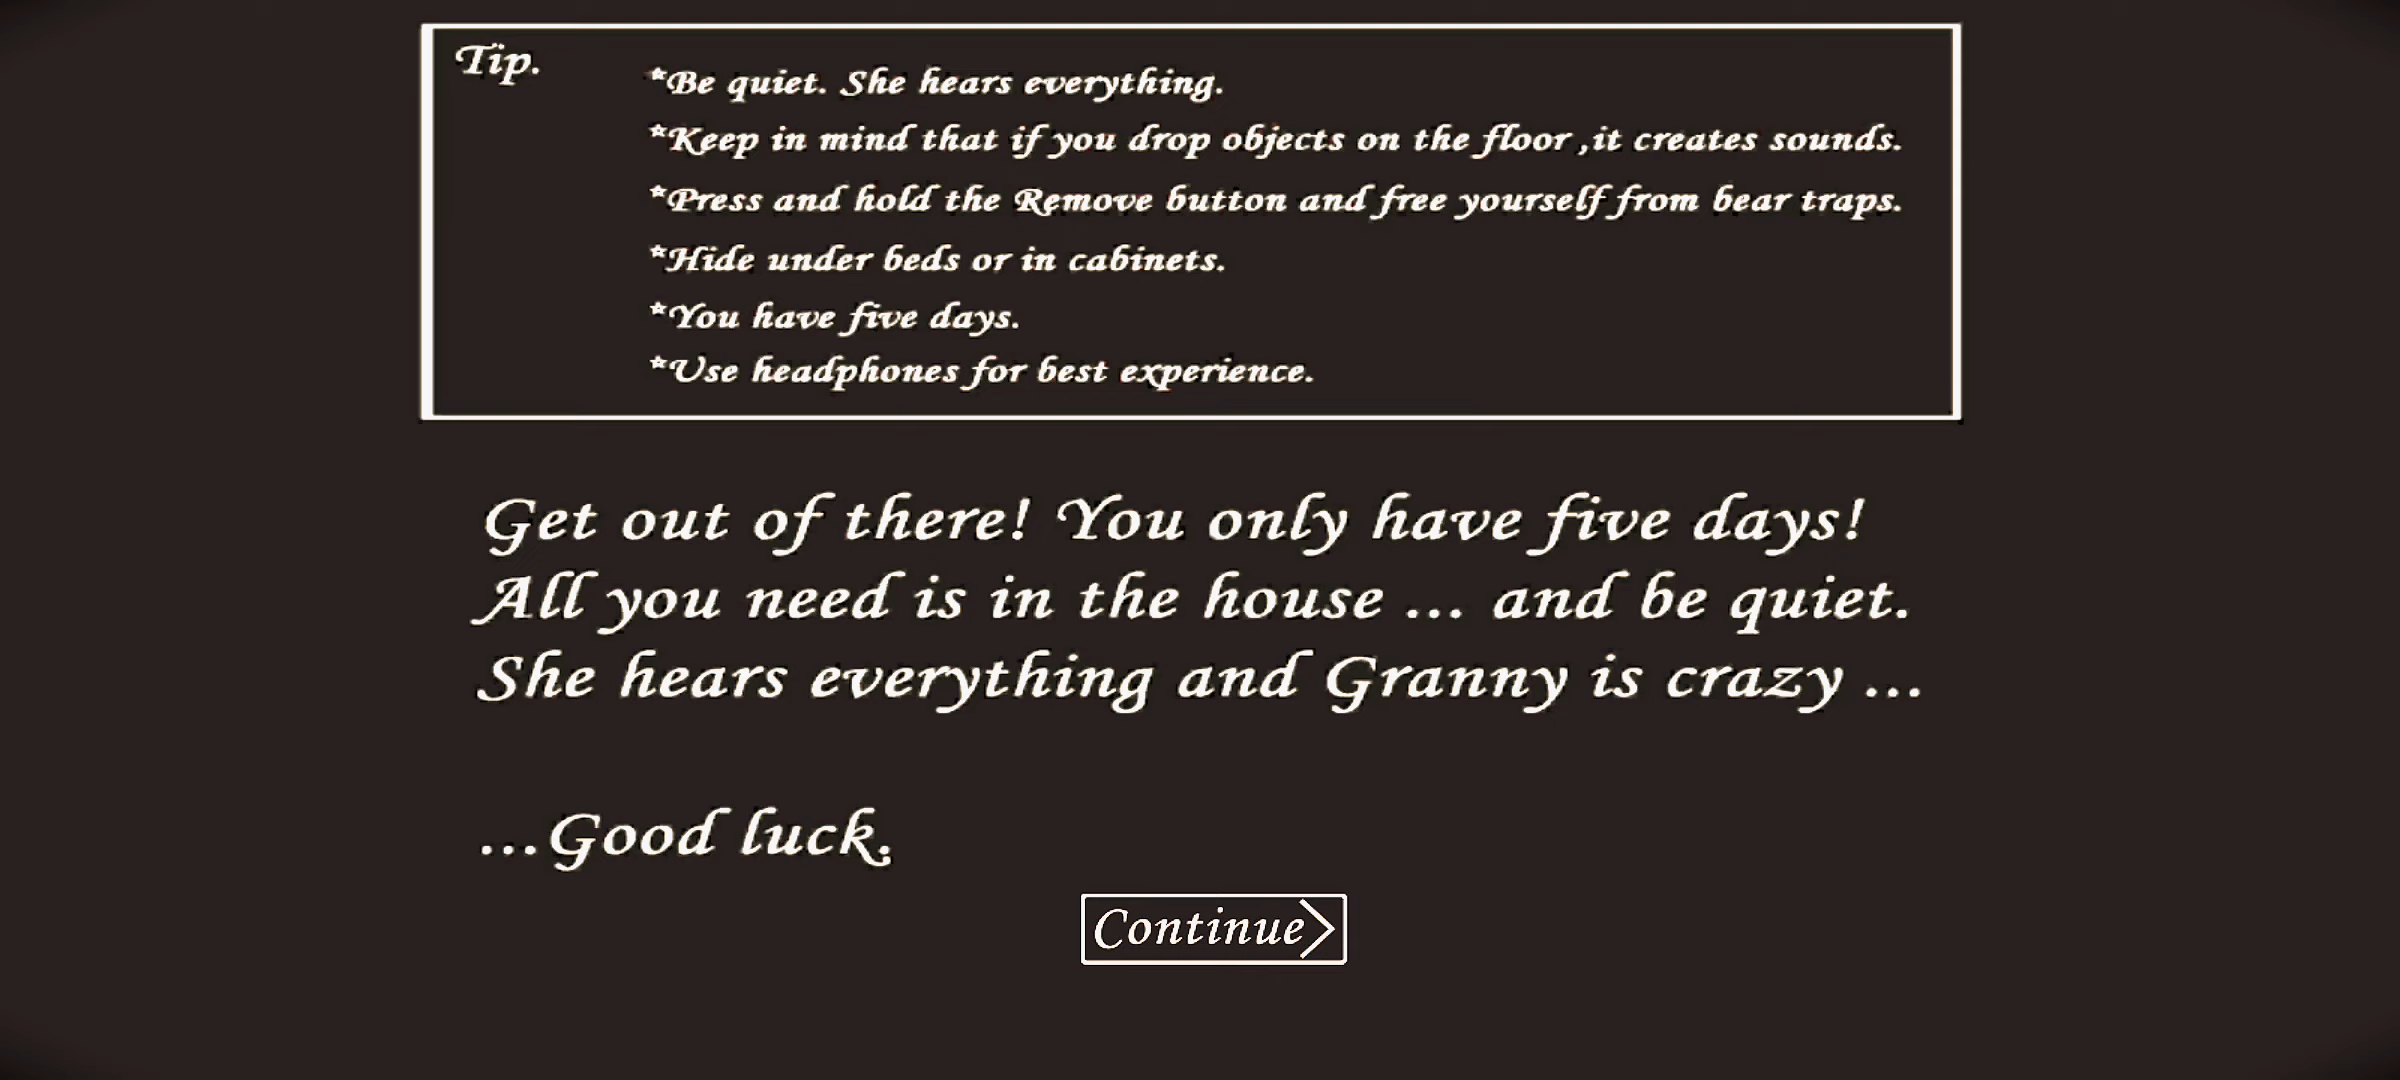 Tip.
*Be quiet. She hears everything.
*Keep in mind that if you drop objects on the floor ,it creates sounds.
*Press and hold the Remove button and free yourself from bear traps.
*Hide under beds or in cabinets.
*You have five days.
*Use headphones for best experience.
Get out of there! You only have five days!
All you need is in the house ... and be quiet.
She hears everything and Granny is crazy ...
...Good luck.
Continue>